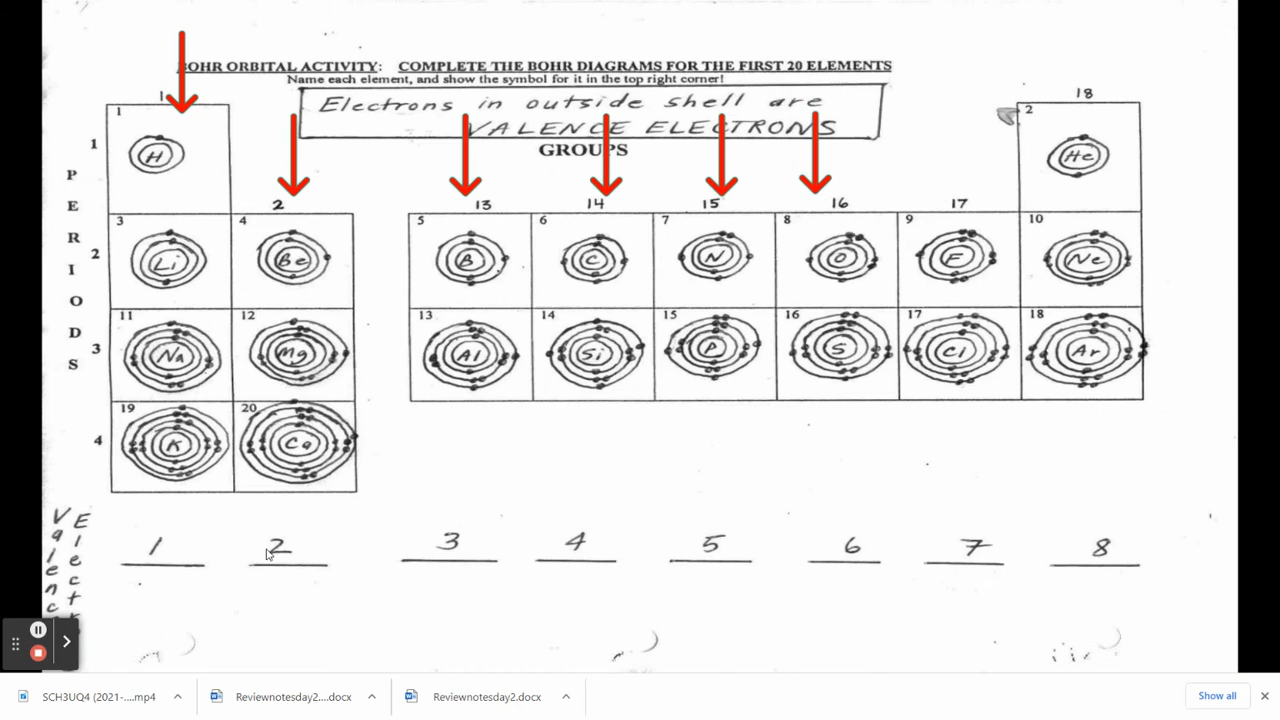 BOHR ORBITAL ACTIVITY: COMPLETE THE BOHR DIAGRAMS FOR THE FIRST 20 ELEMENTS
Name each element, and show the symbol for it in the top right corner!
Electrons in outside shell are
VALENCE ELECTRONS
GROUPS
1 18
PERIODS
1
1 H
2 He
2 13 14 15 16 17
2
3 Li
4 Be
5 B
6 C
7 N
8 O
9 F
10 Ne
3
11 Na
12 Mg
13 Al
14 Si
15 P
16 S
17 Cl
18 Ar
4
19 K
20 Ca
1 2 3 4 5 6 7 8
SCH3UQ4 (2021-....mp4
Reviewnotesday2....docx
Reviewnotesday2.docx
Show all